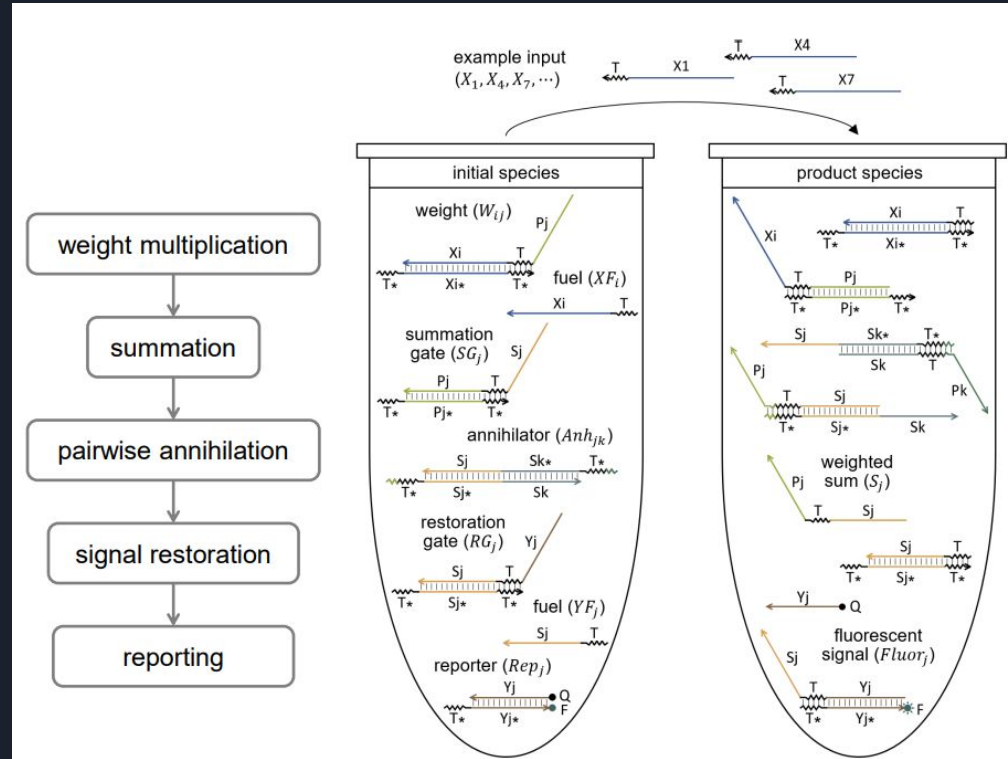 example input
(X₁, X₄, X₇, ⋯)
T X1
T X4
T X7
weight multiplication
summation
pairwise annihilation
signal restoration
reporting
initial species
weight (Wᵢⱼ)
Pj
Xi T
T* Xi* T*
fuel (XFᵢ)
Xi T
summation
gate (SGⱼ)
Sj
Pj T
T* Pj* T*
annihilator (Anhⱼₖ)
Sj Sk* T*
T* Sj* Sk
restoration
gate (RGⱼ)
Yj
Sj T
T* Sj* T*
fuel (YFⱼ)
Sj T
reporter (Repⱼ)
Yj Q
F
T* Yj*
product species
Xi
Xi T
T* Xi* T*
T Pj
T* Pj* T*
Sj Sk* T*
Sk T
Pk
Pj
T Sj
T* Sj* Sk
weighted
sum (Sⱼ)
Pj
T Sj
Sj T
T* Sj* T*
Yj Q
fluorescent
signal (Fluorⱼ)
Sj
T Yj
F
T* Yj*